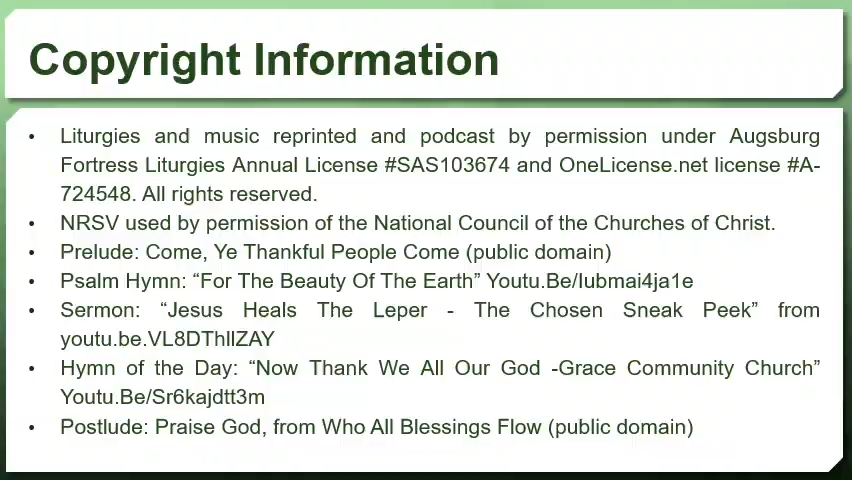 Copyright Information
• Liturgies and music reprinted and podcast by permission under Augsburg
Fortress Liturgies Annual License #SAS103674 and OneLicense.net license #A-
724548. All rights reserved.
• NRSV used by permission of the National Council of the Churches of Christ.
• Prelude: Come, Ye Thankful People Come (public domain)
• Psalm Hymn: “For The Beauty Of The Earth” Youtu.Be/Iubmai4ja1e
• Sermon: “Jesus Heals The Leper - The Chosen Sneak Peek” from
youtu.be.VL8DThllZAY
• Hymn of the Day: “Now Thank We All Our God -Grace Community Church”
Youtu.Be/Sr6kajdtt3m
• Postlude: Praise God, from Who All Blessings Flow (public domain)